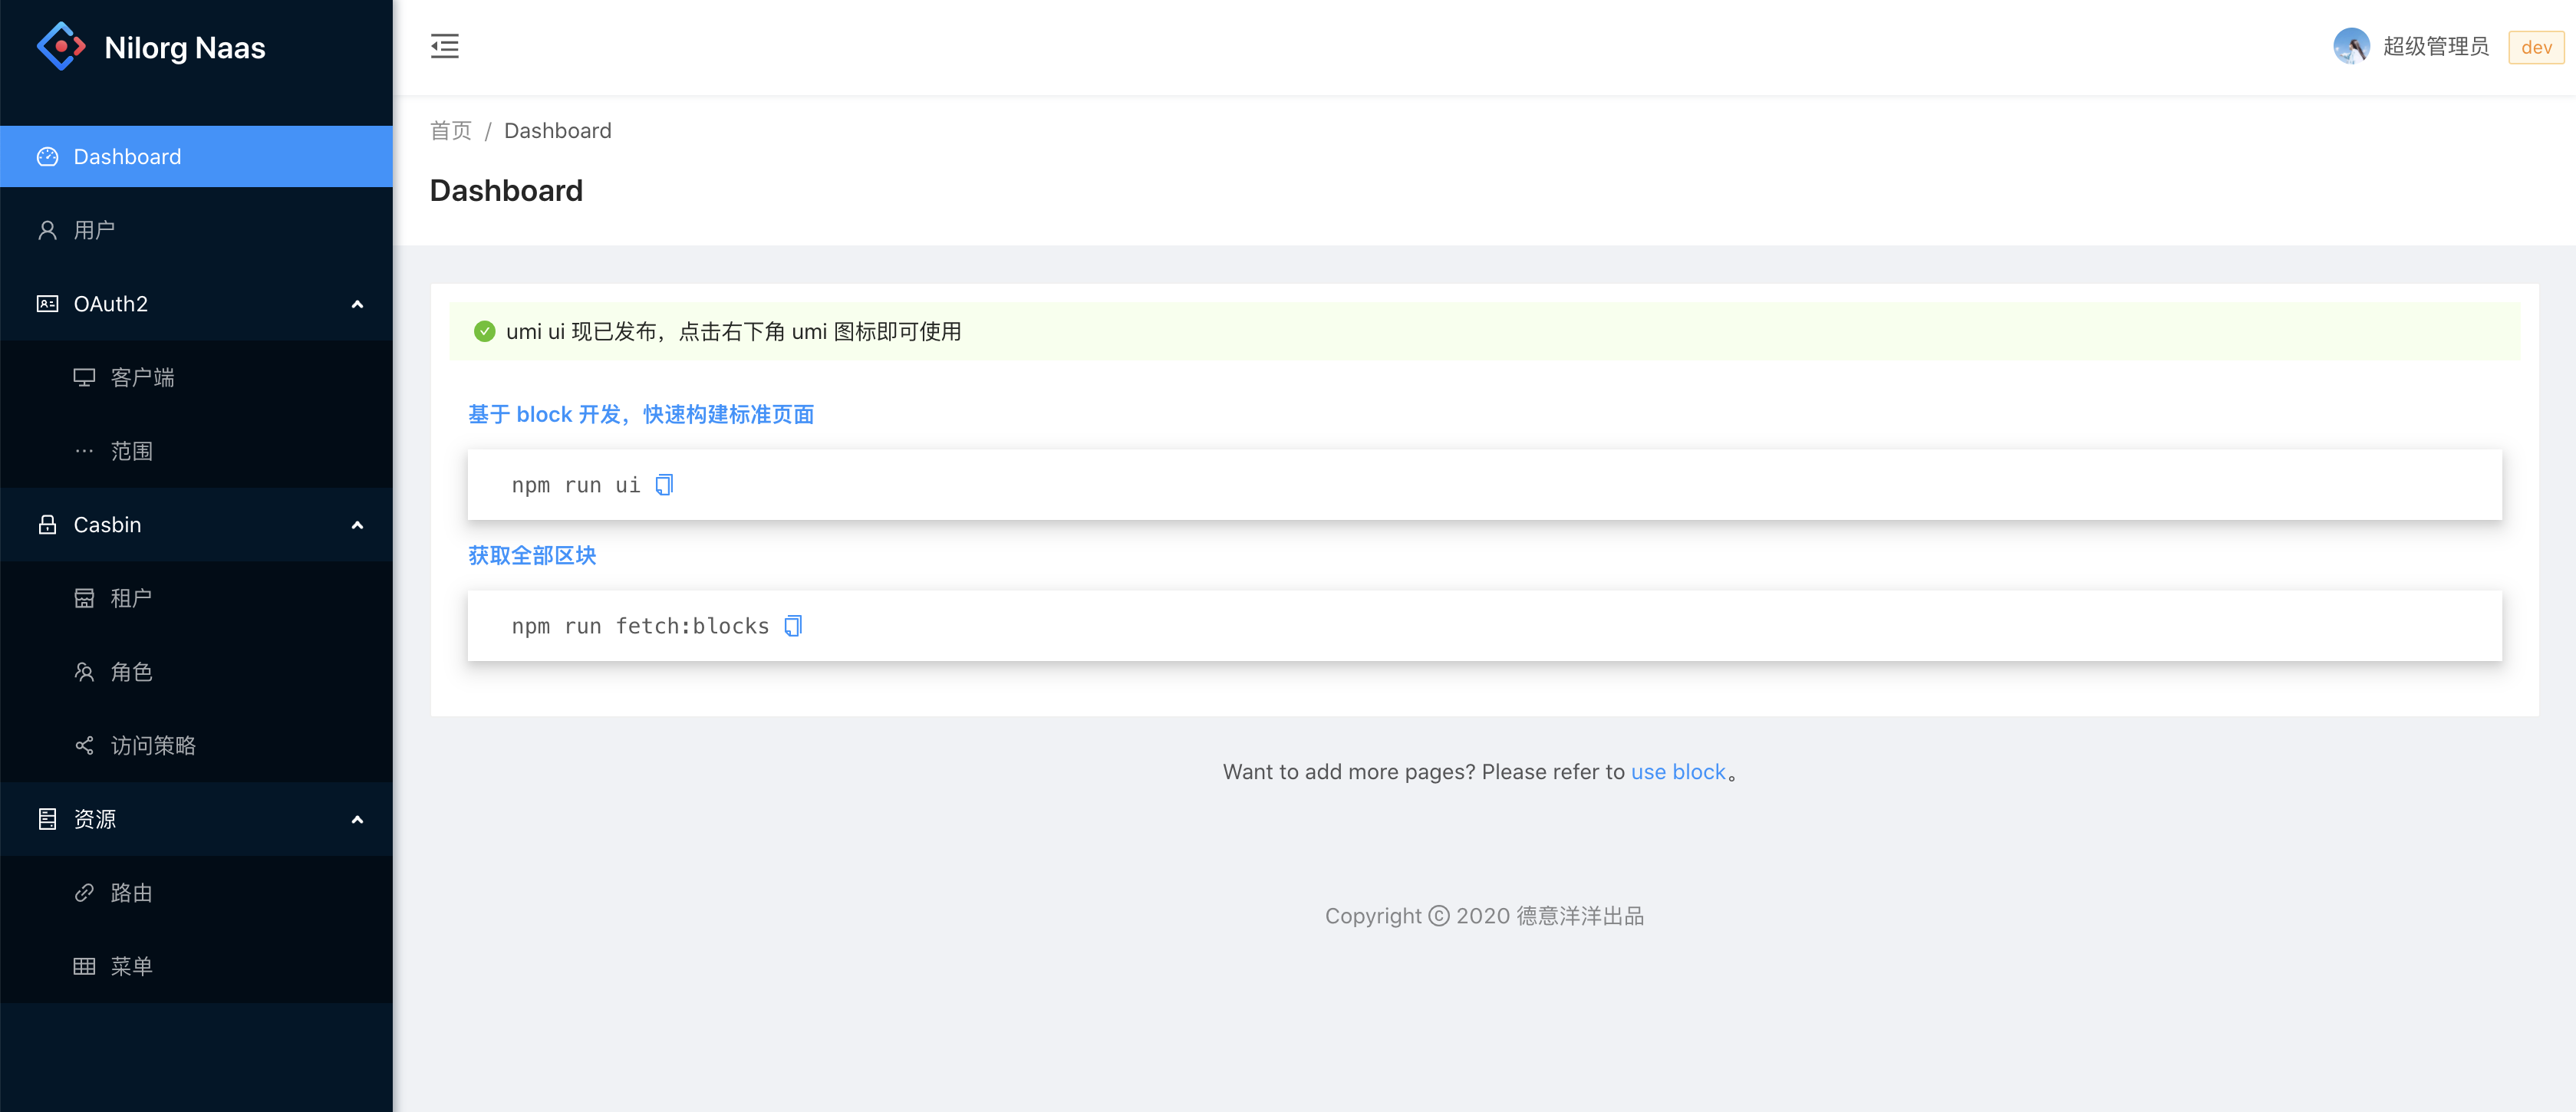 Nilorg Naas
Dashboard
用户
OAuth2
客户端
范围
Casbin
租户
角色
访问策略
资源
路由
菜单
超级管理员 dev
首页 / Dashboard
Dashboard
umi ui 现已发布，点击右下角 umi 图标即可使用
基于 block 开发，快速构建标准页面
npm run ui
获取全部区块
npm run fetch:blocks
Want to add more pages? Please refer to use block。
Copyright © 2020 德意洋洋出品